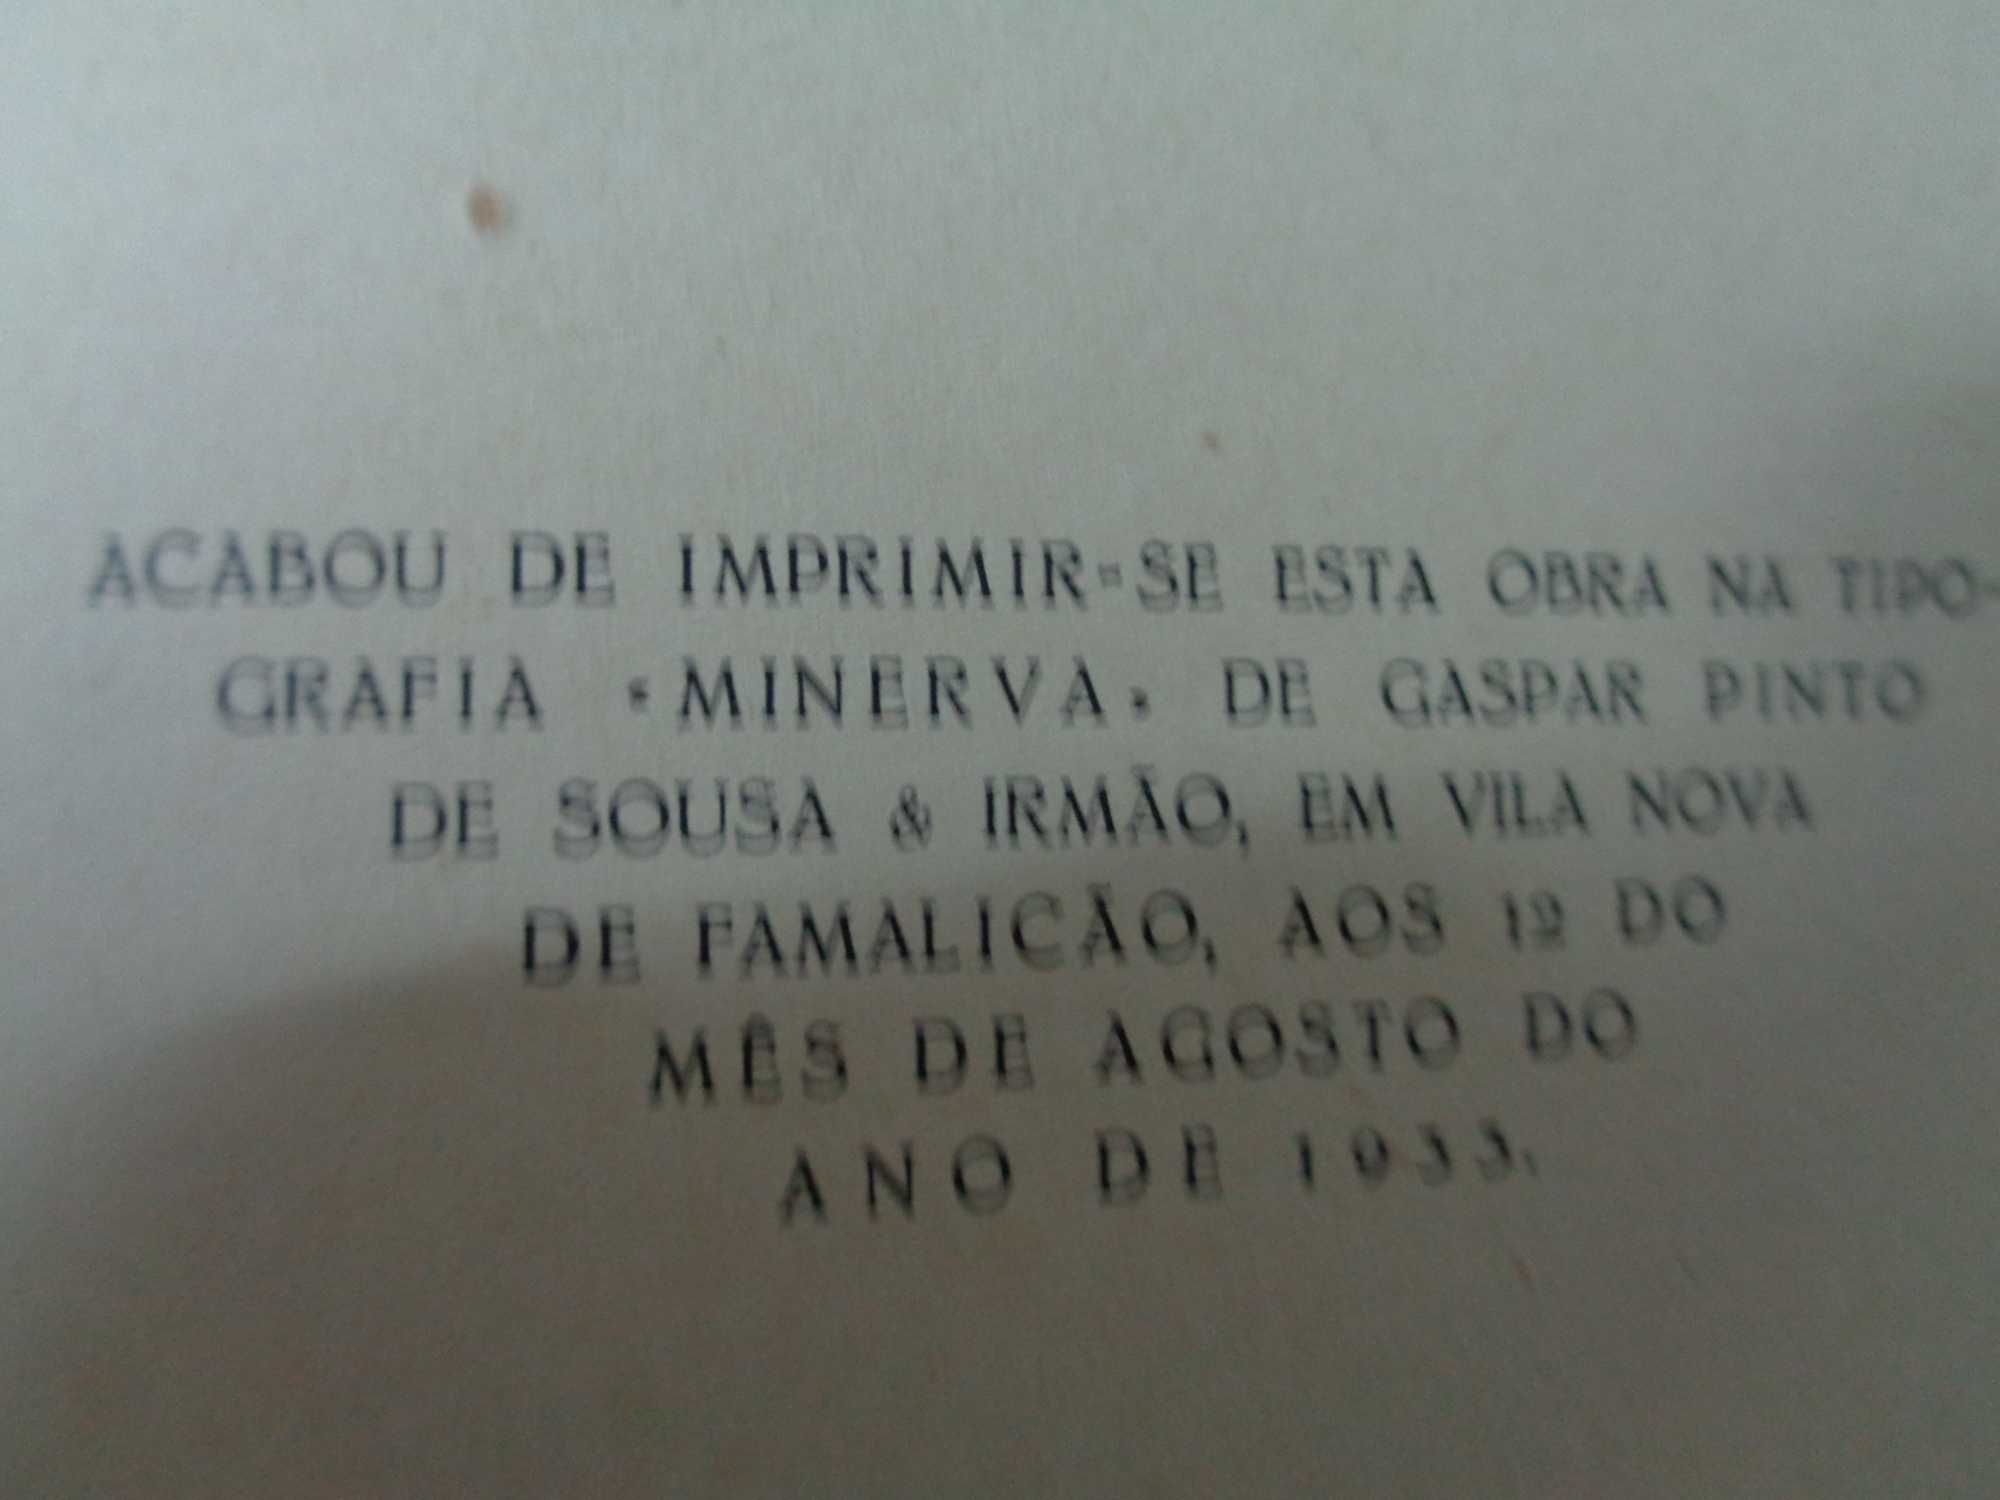 ACABOU DE IMPRIMIR-SE ESTA OBRA NA TIPO-
GRAFIA «MINERVA» DE GASPAR PINTO
DE SOUSA & IRMÃO, EM VILA NOVA
DE FAMALICÃO, AOS 12 DO
MÊS DE AGOSTO DO
ANO DE 1933.